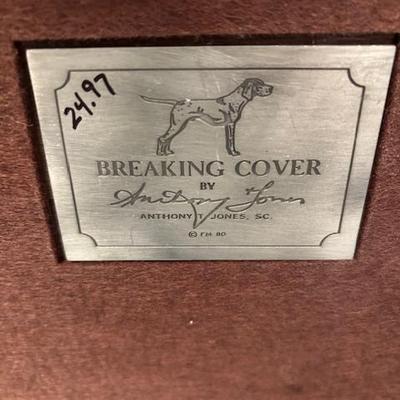 24.97
BREAKING COVER
BY
Anthony T Jones
ANTHONY T. JONES, SC.
© FM 80